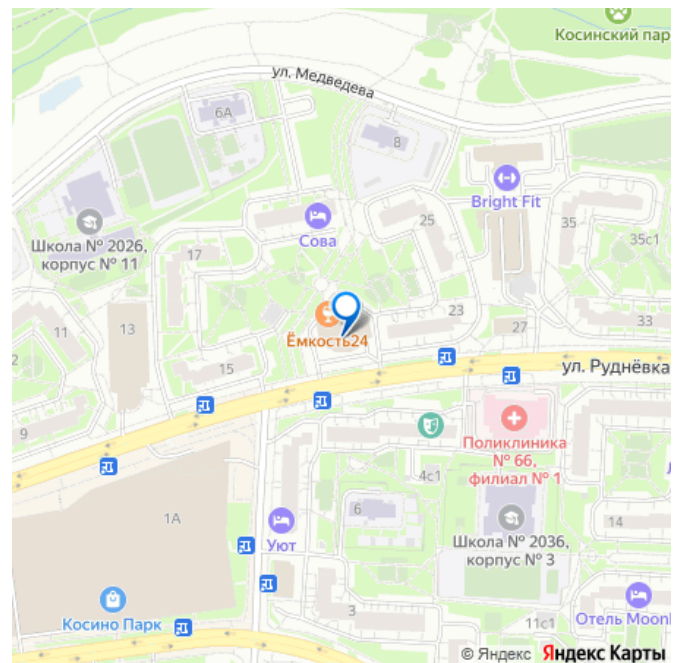 Косинский пар
ул. Медведева
6А
8
Bright Fit
25
35
35с1
Сова
Школа № 2026,
корпус № 11
17
11
13
Ёмкость24
23
27
33
15
ул. Руднёвка
9
Поликлиника
№ 66,
филиал № 1
4с1
1А
6
14
Уют
Школа № 2036,
корпус № 3
Косино Парк
3
11с1
Отель Moonl
© Яндекс Яндекс Карты